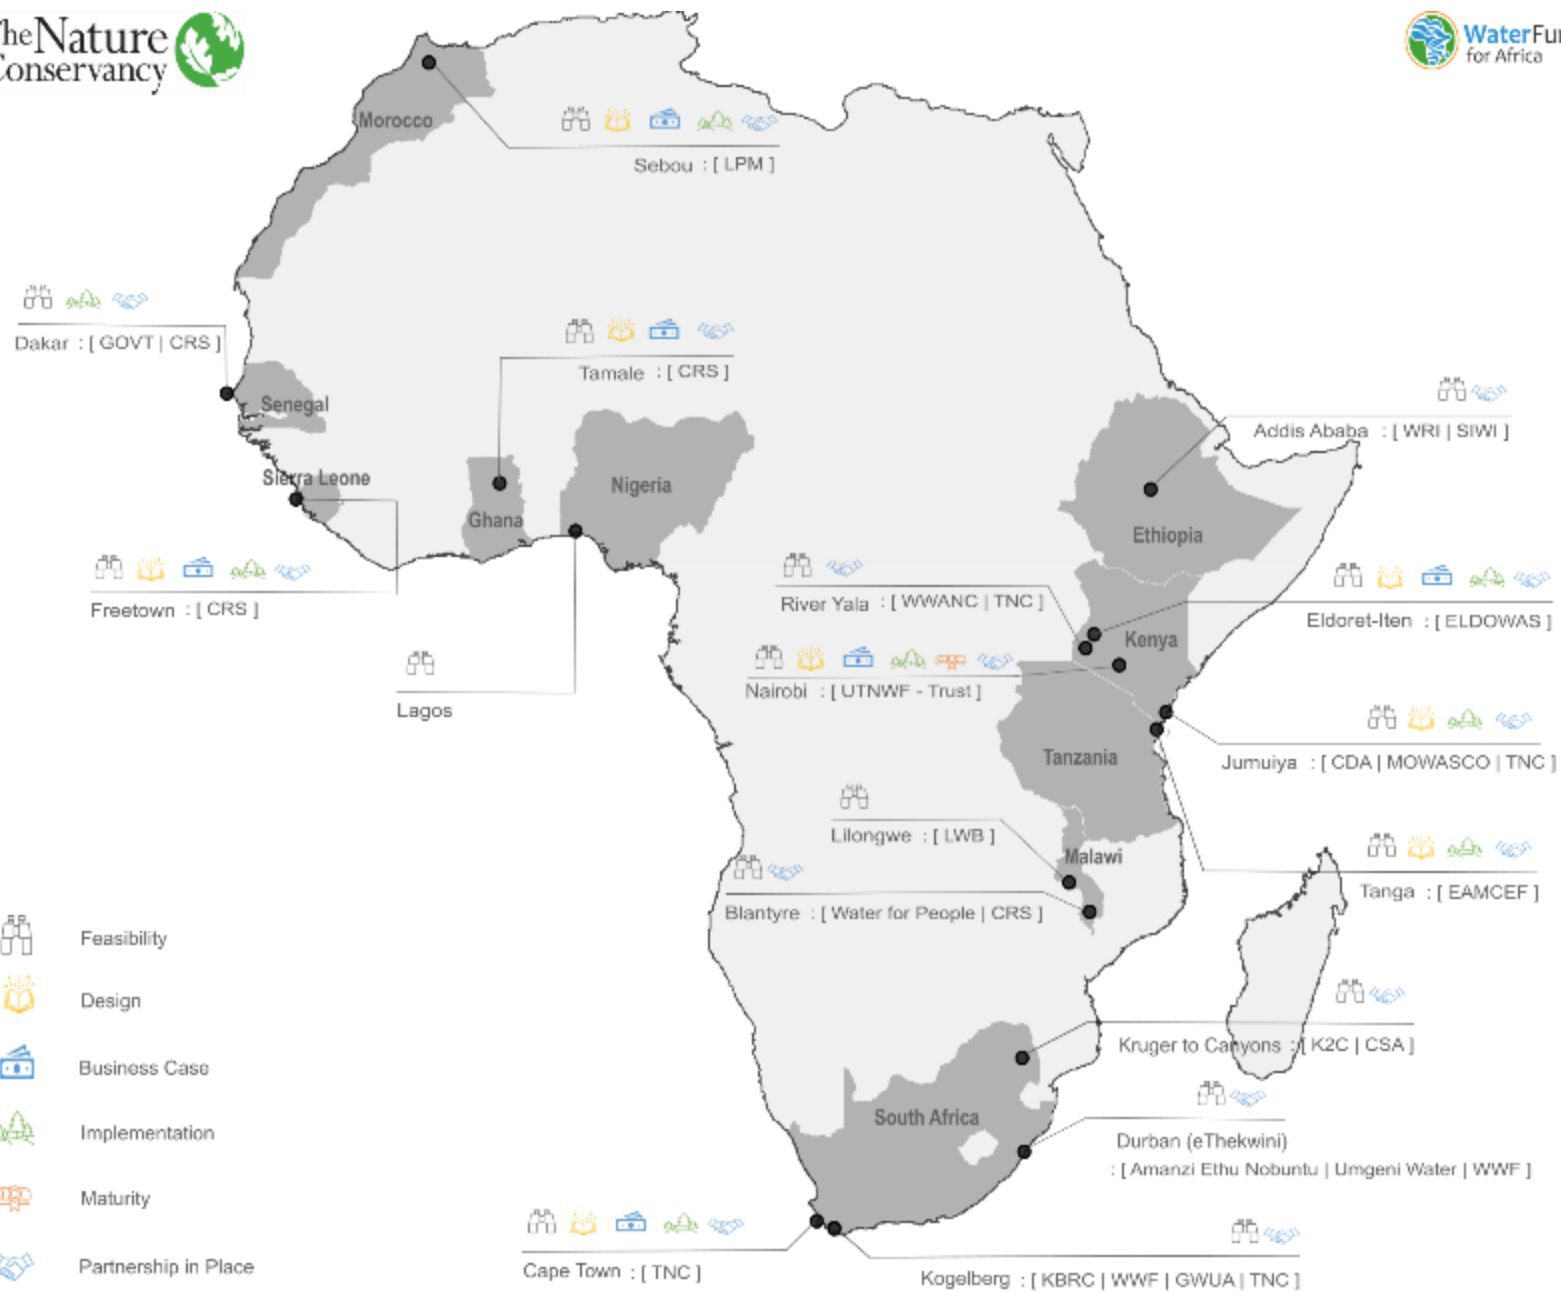 The Nature
Conservancy
WaterFun
for Africa
Morocco
Sebou : [ LPM ]
Dakar : [ GOVT | CRS ]
Tamale : [ CRS ]
Senegal
Addis Ababa : [ WRI | SIWI ]
Sierra Leone
Nigeria
Ghana
Ethiopia
Freetown : [ CRS ]
River Yala : [ WWANC | TNC ]
Eldoret-Iten : [ ELDOWAS ]
Kenya
Nairobi : [ UTNWF - Trust ]
Lagos
Tanzania
Jumuiya : [ CDA | MOWASCO | TNC ]
Lilongwe : [ LWB ]
Malawi
Tanga : [ EAMCEF ]
Blantyre : [ Water for People | CRS ]
Feasibility
Design
Kruger to Canyons : [ K2C | CSA ]
Business Case
South Africa
Implementation
Durban (eThekwini)
: [ Amanzi Ethu Nobuntu | Umgeni Water | WWF ]
Maturity
Partnership in Place
Cape Town : [ TNC ]
Kogelberg : [ KBRC | WWF | GWUA | TNC ]